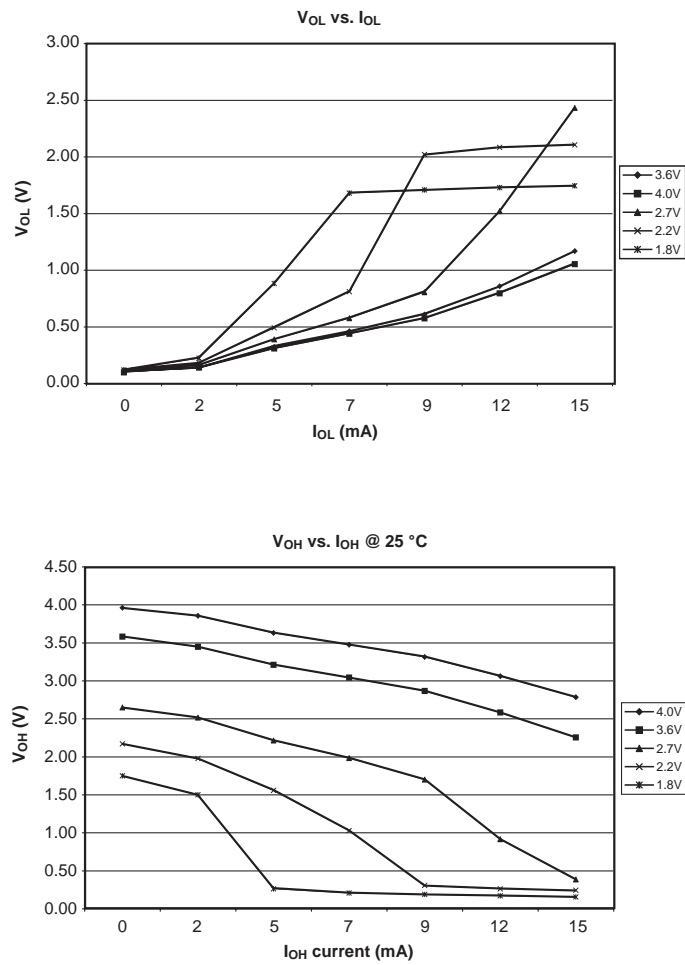 VOL vs. IOL
3.00
2.50
2.00
1.50
1.00
0.50
0.00
VOL (V)
0 2 5 7 9 12 15
IOL (mA)
3.6V
4.0V
2.7V
2.2V
1.8V
VOH vs. IOH @ 25 °C
4.50
4.00
3.50
3.00
2.50
2.00
1.50
1.00
0.50
0.00
VOH (V)
0 2 5 7 9 12 15
IOH current (mA)
4.0V
3.6V
2.7V
2.2V
1.8V